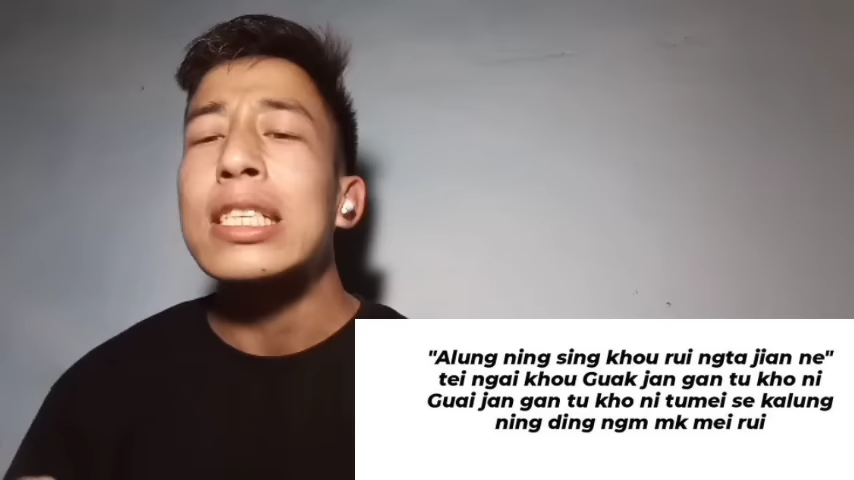 "Alung ning sing khou rui ngta jian ne"
tei ngai khou Guak jan gan tu kho ni
Guai jan gan tu kho ni tumei se kalung
ning ding ngm mk mei rui